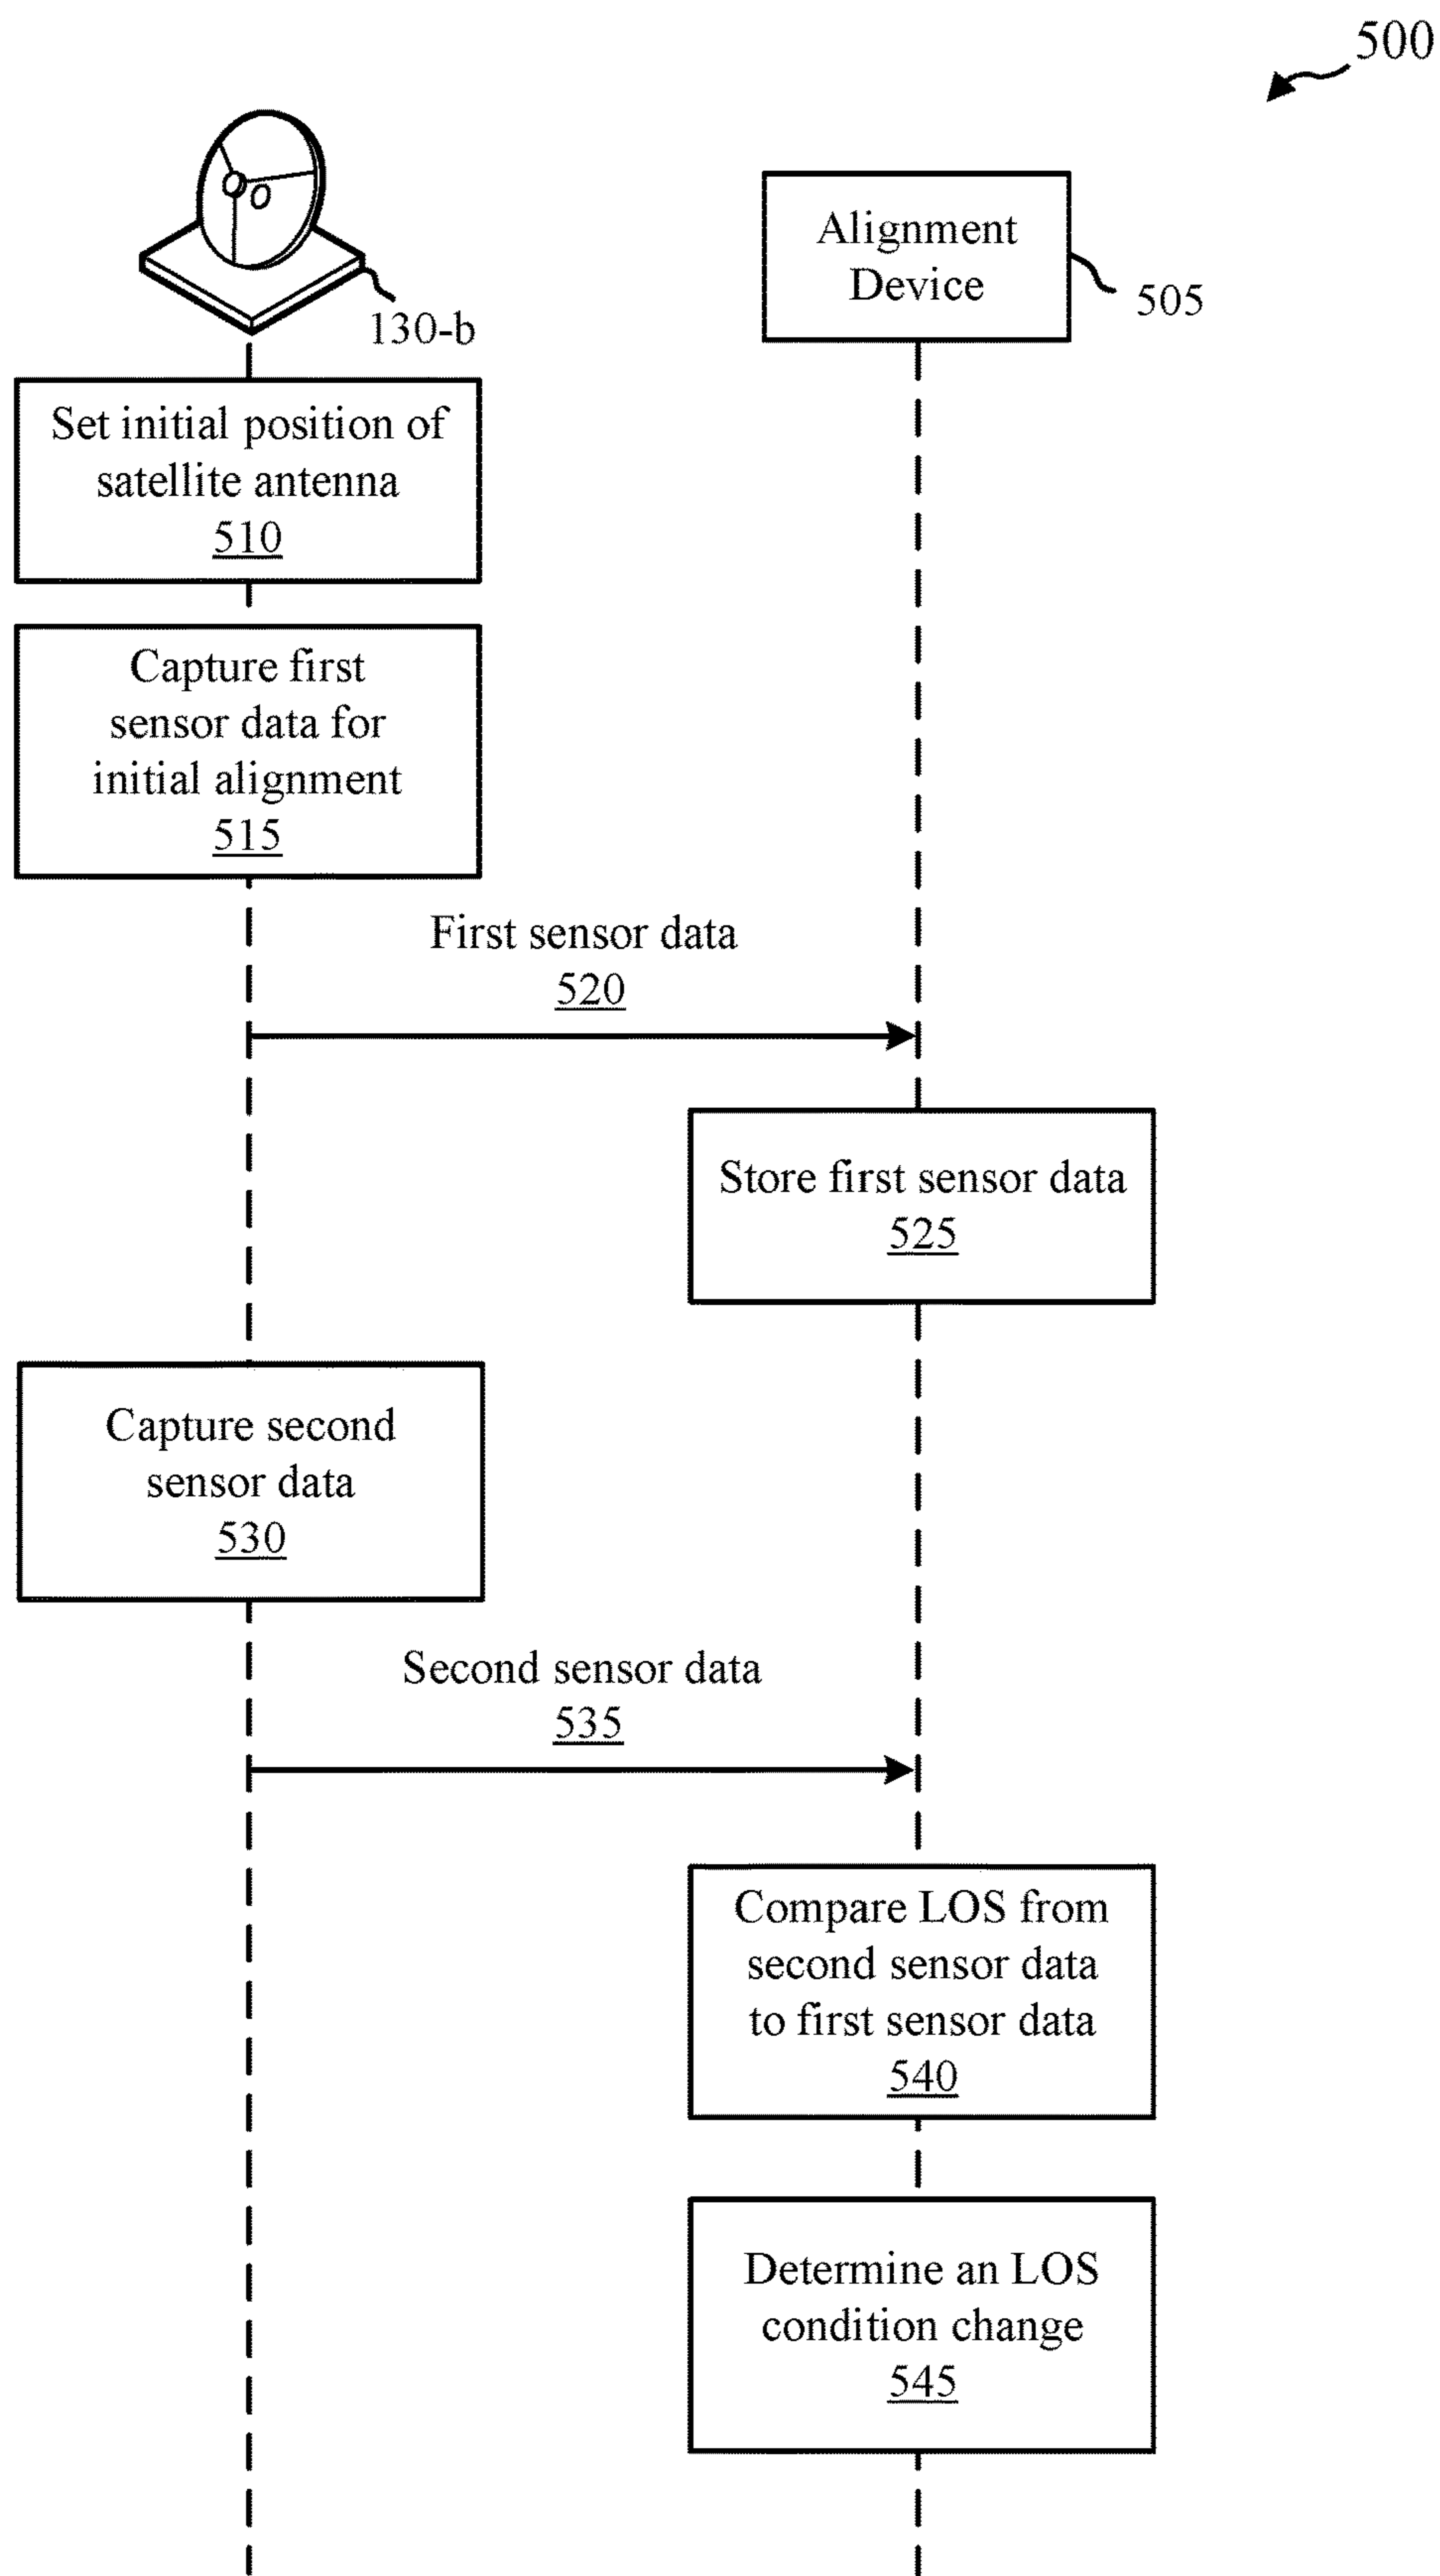 500
130-b
Alignment
Device
505
Set initial position of
satellite antenna
510
Capture first
sensor data for
initial alignment
515
First sensor data
520
Store first sensor data
525
Capture second
sensor data
530
Second sensor data
535
Compare LOS from
second sensor data
to first sensor data
540
Determine an LOS
condition change
545